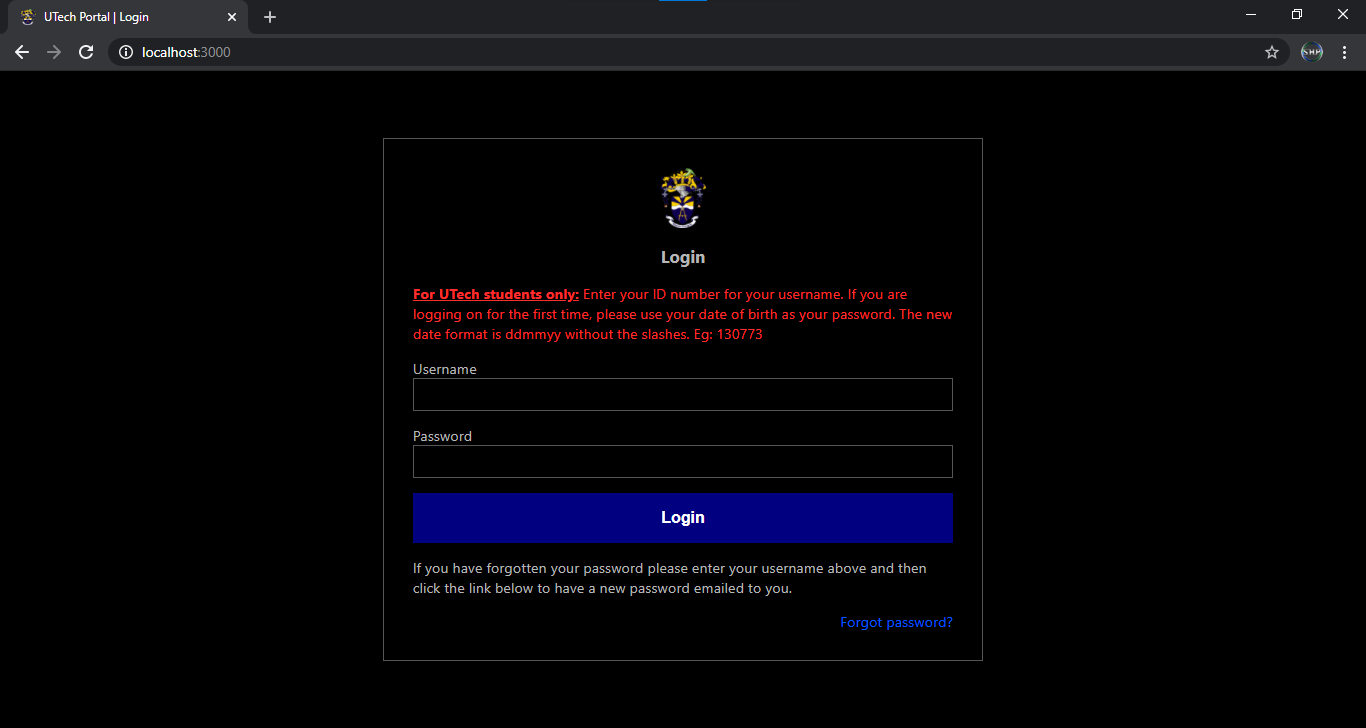 UTech Portal | Login
localhost:3000
Login
For UTech students only: Enter your ID number for your username. If you are
logging on for the first time, please use your date of birth as your password. The new
date format is ddmmyy without the slashes. Eg: 130773
Username
Password
Login
If you have forgotten your password please enter your username above and then
click the link below to have a new password emailed to you.
Forgot password?